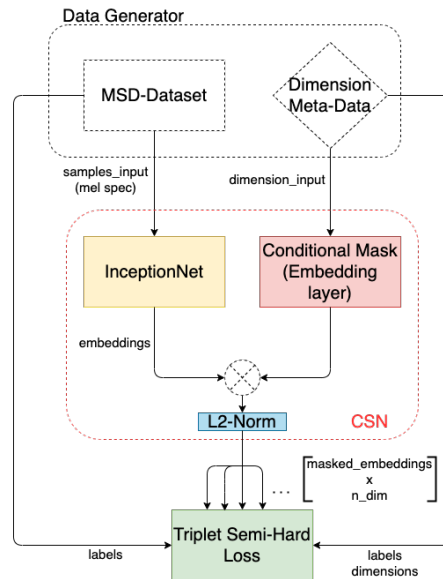 Data Generator
MSD-Dataset
Dimension
Meta-Data
samples_input
(mel spec)
dimension_input
InceptionNet
Conditional Mask
(Embedding
layer)
embeddings
L2-Norm
CSN
...
masked_embeddings
x
n_dim
Triplet Semi-Hard
Loss
labels
labels
dimensions